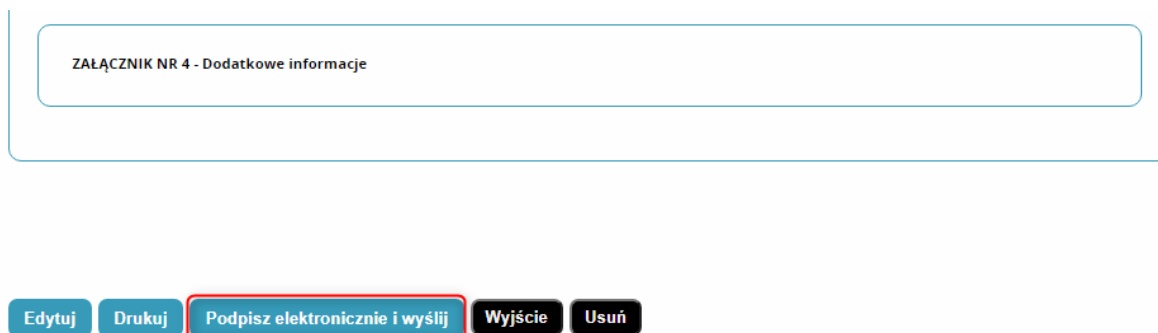 ZAŁĄCZNIK NR 4 - Dodatkowe informacje
Edytuj Drukuj Podpisz elektronicznie i wyślij Wyjście Usuń